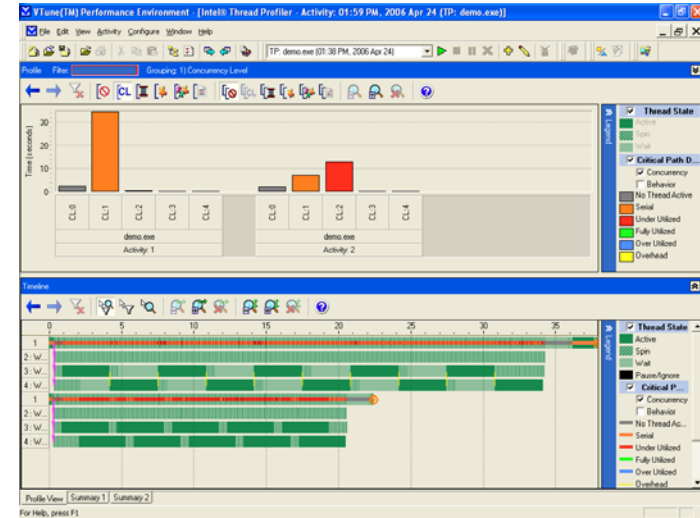 VTune(TM) Performance Environment - [Intel® Thread Profiler - Activity: 01:59 PM, 2006 Apr 24 (TP: demo.exe)]
File Edit View Activity Configure Window Help
TP: demo.exe (01:38 PM, 2006 Apr 24)
Profile Filter: Grouping: 1) Concurrency Level
CL
Legend
Thread State
Active
Spin
Wait
Critical Path D...
Concurrency
Behavior
No Thread Active
Serial
Under Utilized
Fully Utilized
Over Utilized
Overhead
Time (seconds)
30
20
10
0
CL:0 CL:1 CL:2 CL:3 CL:4 CL:0 CL:1 CL:2 CL:3 CL:4
demo.exe demo.exe
Activity: 1 Activity: 2
Timeline
0 5 10 15 20 25 30 35
1
2: W...
3: W...
4: W...
1
2: W...
3: W...
4: W...
Legend
Thread State
Active
Spin
Wait
Pause/Ignore
Critical P...
Concurrency
Behavior
No Thread Ac...
Serial
Under Utilized
Fully Utilized
Over Utilized
Overhead
Profile View Summary 1 Summary 2
For Help, press F1